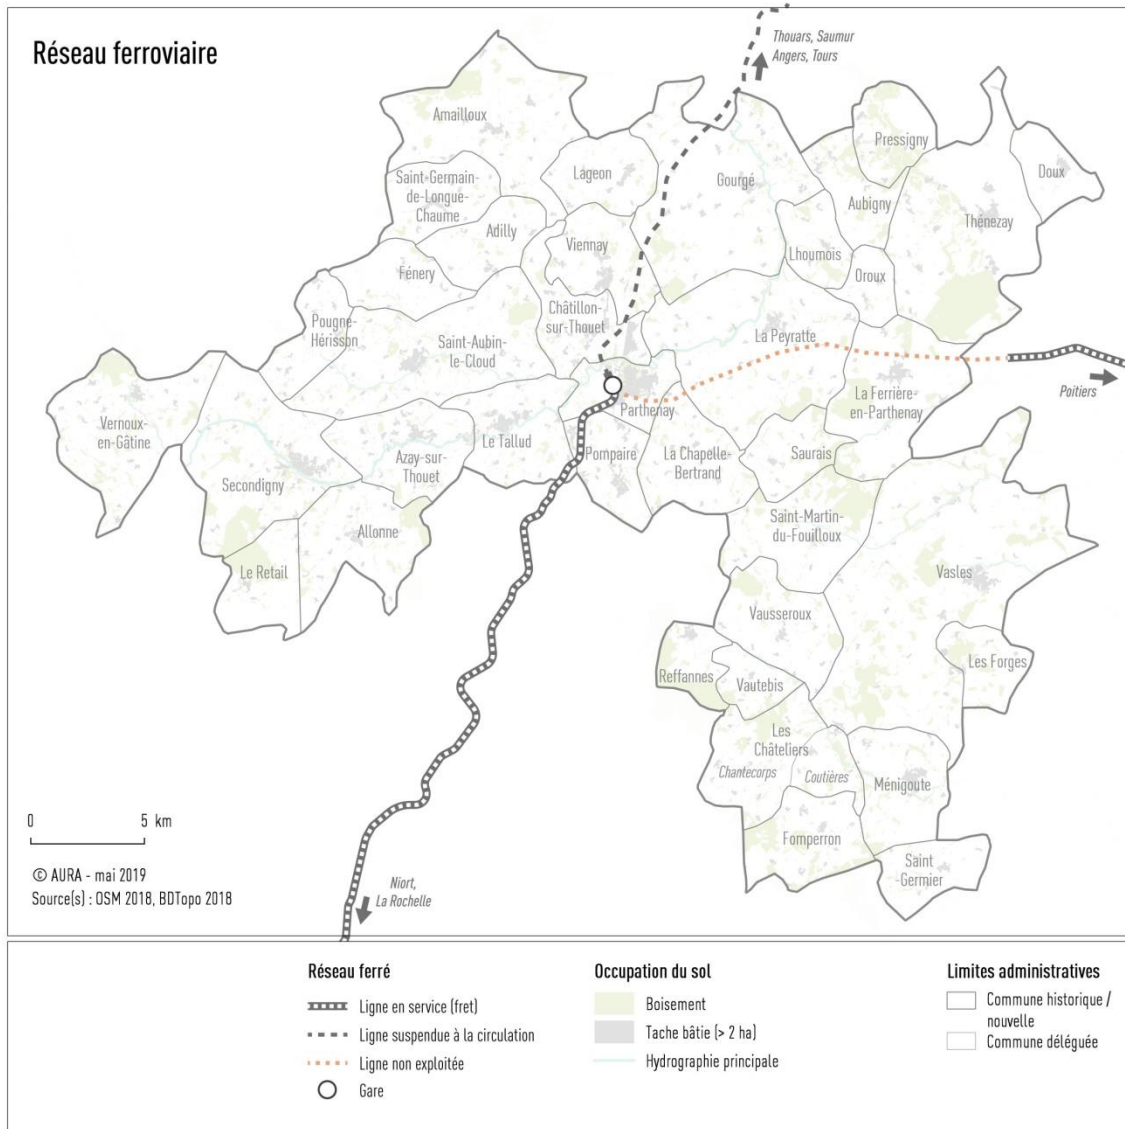 Réseau ferroviaire
Thouars, Saumur
Angers, Tours
Amailloux
Pressigny
Doux
Lageon
Saint-Germain-
de-Longue-
Chaume
Gourgé
Aubigny
Thénezay
Adilly
Viennay
Lhoumois
Oroux
Fénery
Châtillon-
sur-Thouet
Pougne-
Hérisson
Saint-Aubin-
le-Cloud
La Peyratte
Poitiers
La Ferrière-
en-Parthenay
Parthenay
Vernoux-
en-Gâtine
Le Tallud
Azay-sur-
Thouet
Pompaire
La Chapelle-
Bertrand
Saurais
Secondigny
Allonne
Saint-Martin-
du-Fouilloux
Le Retail
Vasles
Vausseroux
Les Forges
Reffannes
Vautebis
Les
Châteliers
Chantecorps
Coutières
Ménigoute
Fomperron
Saint
-Germier
0 5 km
© AURA - mai 2019
Source(s) : OSM 2018, BDTopo 2018
Niort,
La Rochelle
Réseau ferré
Ligne en service (fret)
Ligne suspendue à la circulation
Ligne non exploitée
Gare
Occupation du sol
Boisement
Tache bâtie (> 2 ha)
Hydrographie principale
Limites administratives
Commune historique /
nouvelle
Commune déléguée